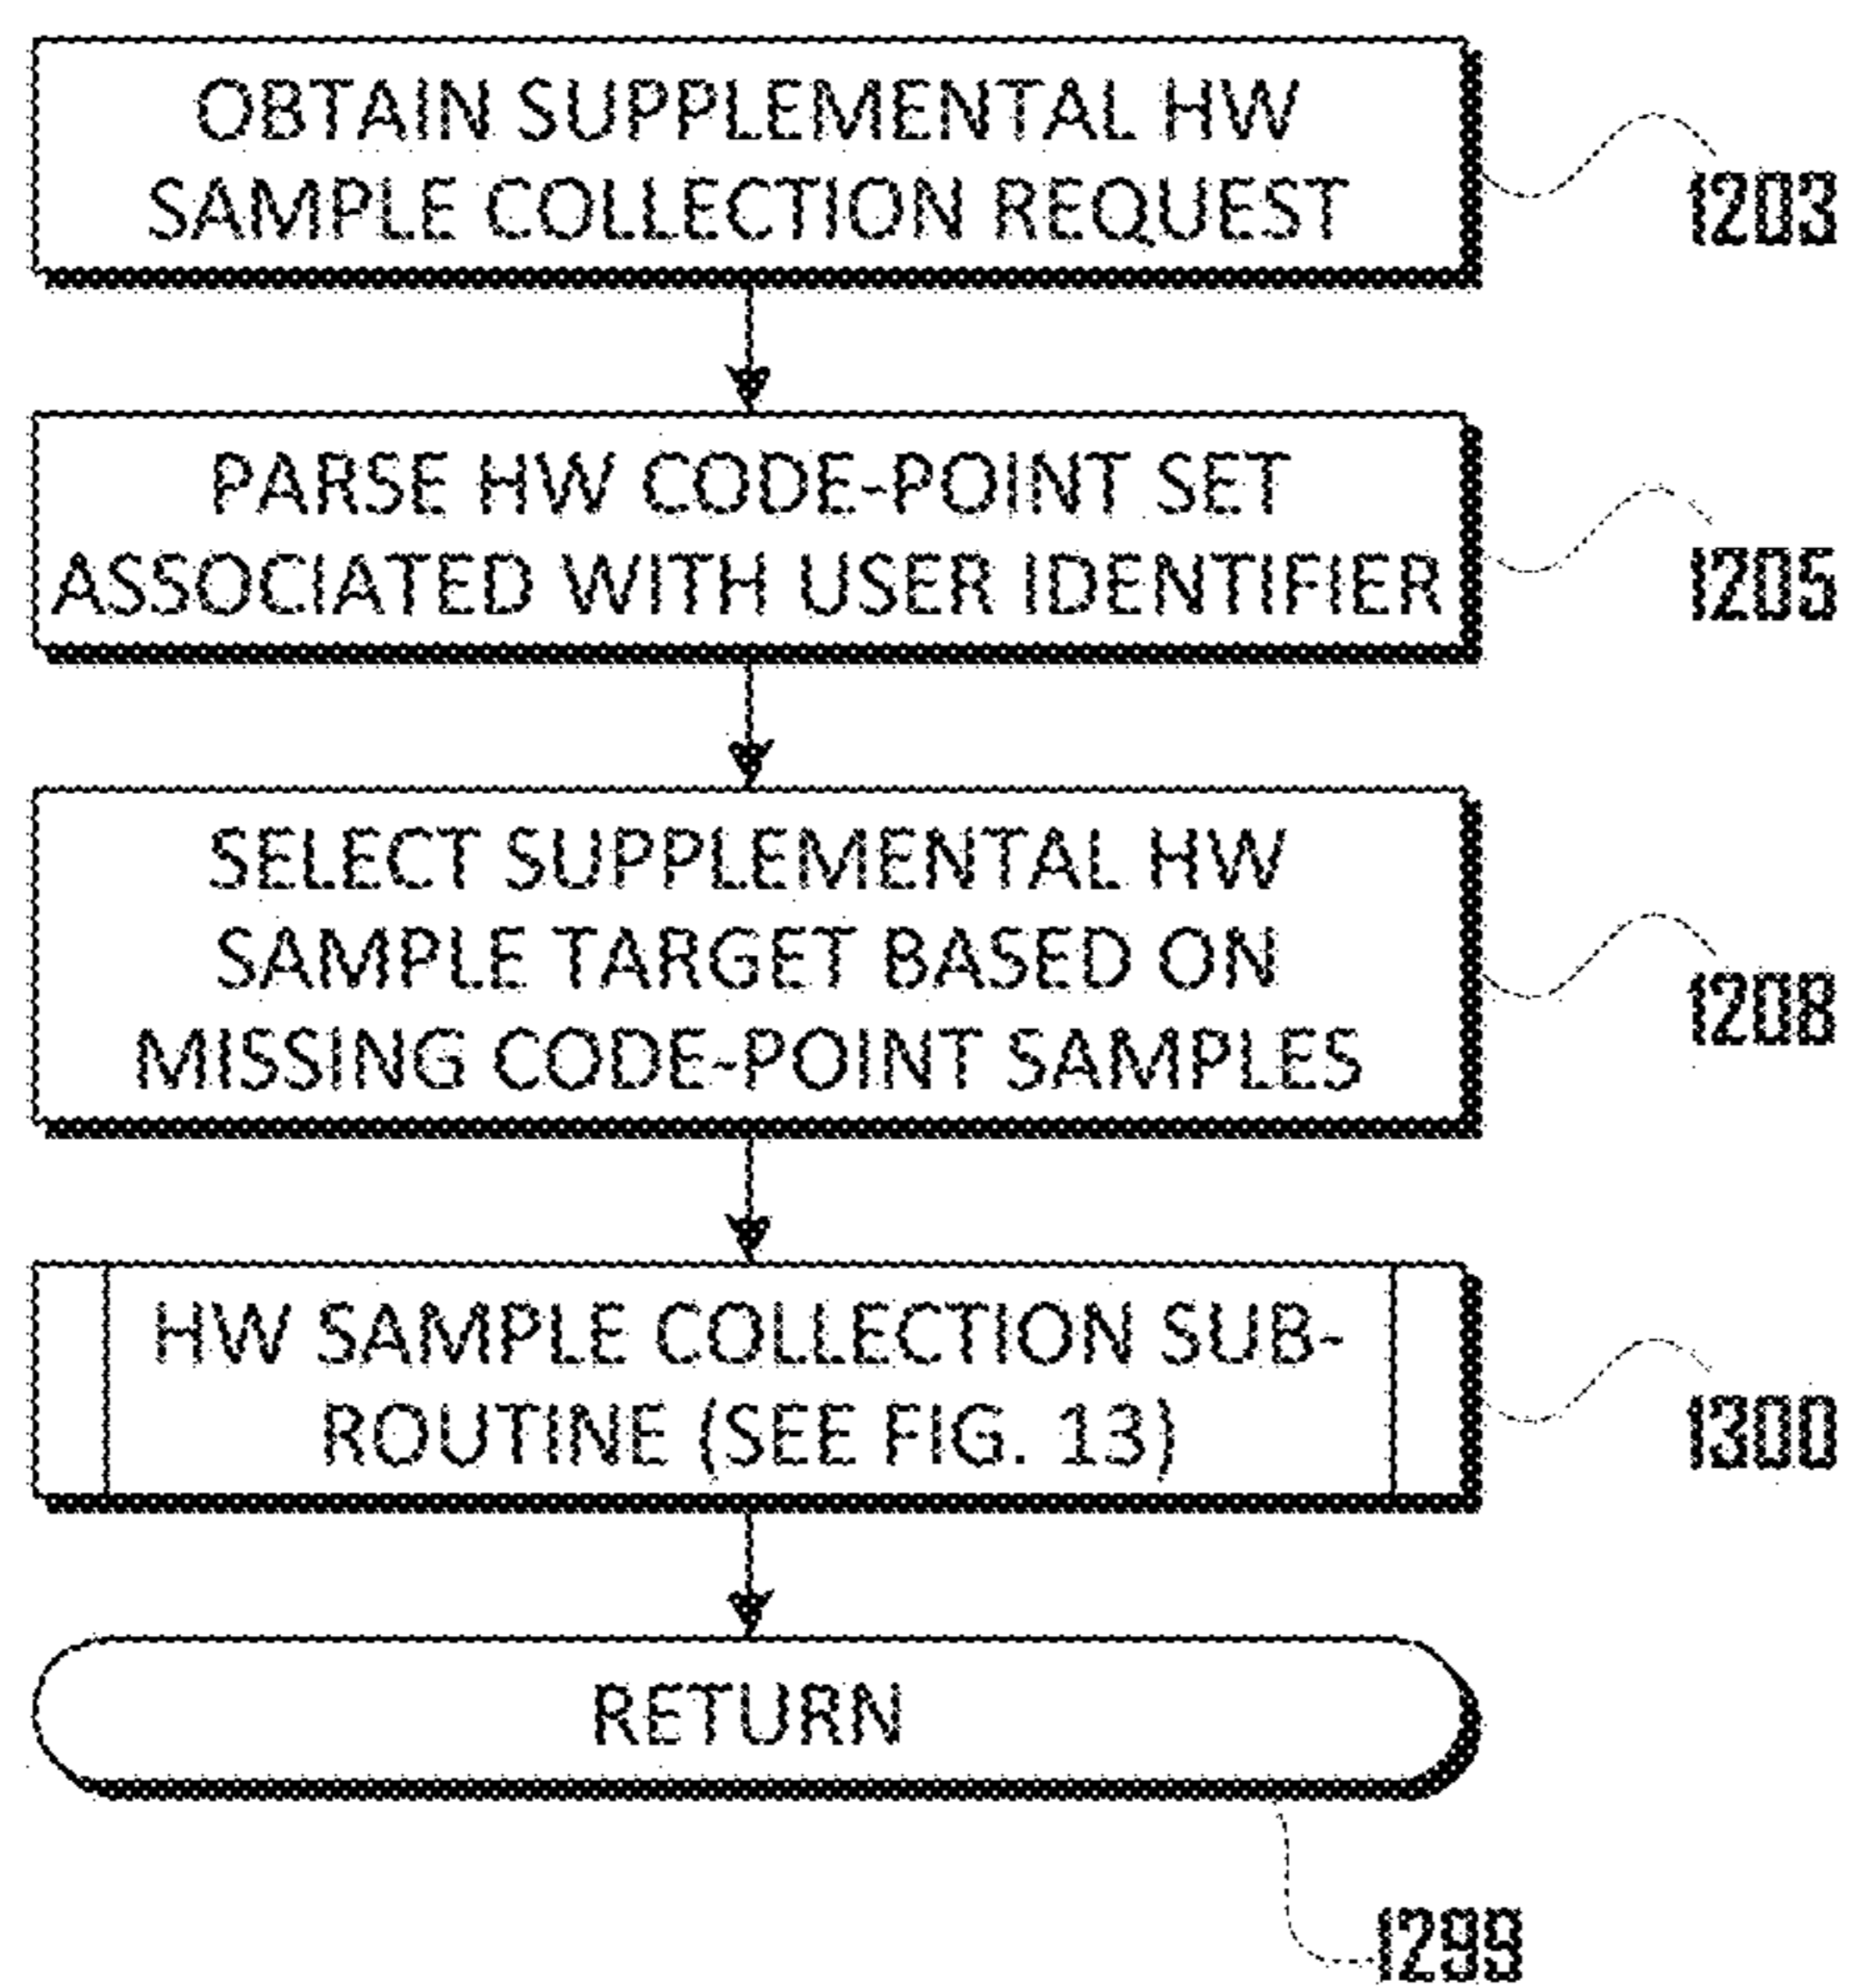 OBTAIN SUPPLEMENTAL HW
SAMPLE COLLECTION REQUEST
1203
PARSE HW CODE-POINT SET
ASSOCIATED WITH USER IDENTIFIER
1205
SELECT SUPPLEMENTAL HW
SAMPLE TARGET BASED ON
MISSING CODE-POINT SAMPLES
1208
HW SAMPLE COLLECTION SUB-
ROUTINE (SEE FIG. 13)
1300
RETURN
1299